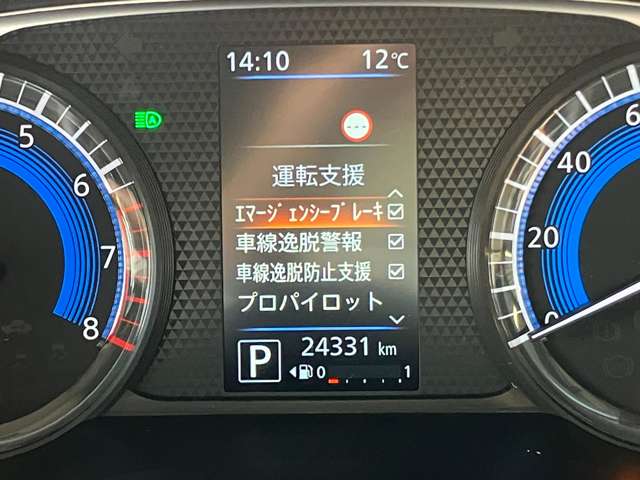 14:10 12℃
運転支援
エマージェンシーブレーキ
車線逸脱警報
車線逸脱防止支援
プロパイロット
P 24331 km
0 1
5
6
7
8
6
40
20
0
A